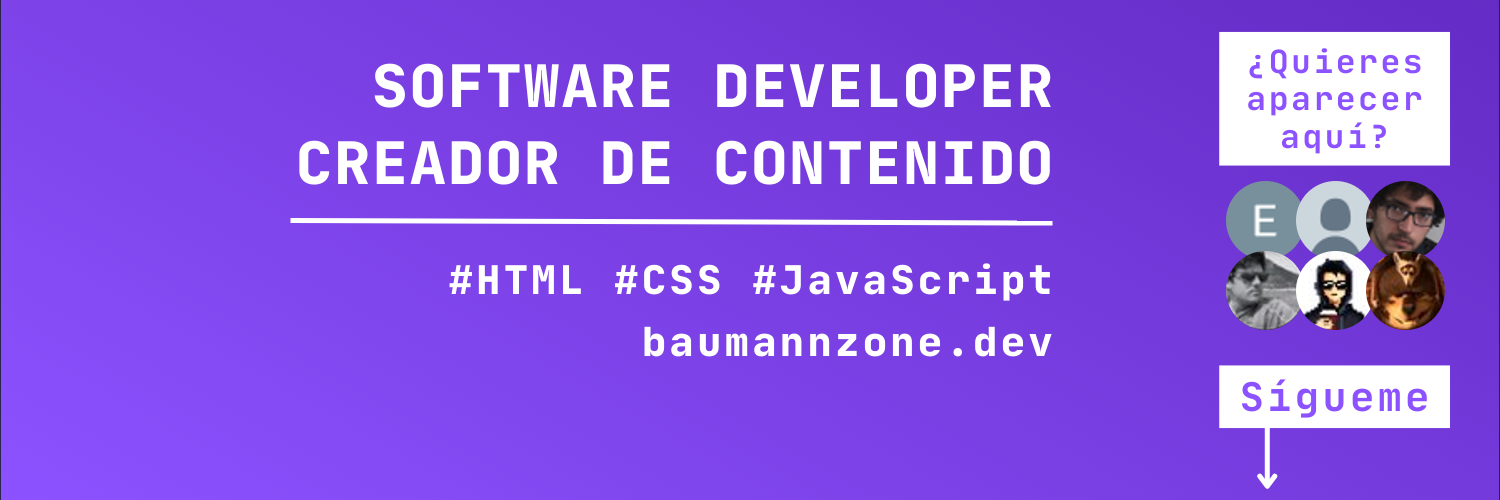 SOFTWARE DEVELOPER
CREADOR DE CONTENIDO
#HTML #CSS #JavaScript
baumannzone.dev
¿Quieres
aparecer
aquí?
E
Sígueme